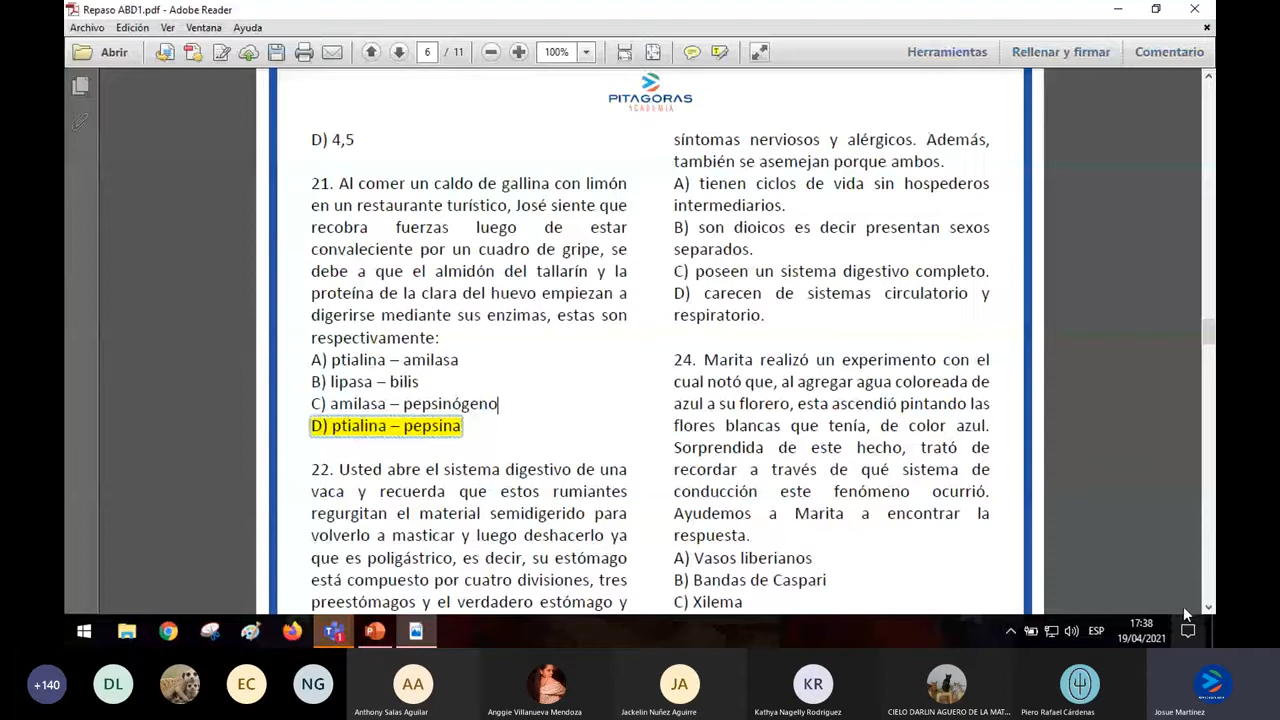 Repaso ABD1.pdf - Adobe Reader
Archivo Edición Ver Ventana Ayuda
Abrir 6 / 11 100% Herramientas Rellenar y firmar Comentario
PITAGORAS
ACADEMIA
D) 4,5
21. Al comer un caldo de gallina con limón
en un restaurante turístico, José siente que
recobra fuerzas luego de estar
convaleciente por un cuadro de gripe, se
debe a que el almidón del tallarín y la
proteína de la clara del huevo empiezan a
digerirse mediante sus enzimas, estas son
respectivamente:
A) ptialina – amilasa
B) lipasa – bilis
C) amilasa – pepsinógeno
D) ptialina – pepsina
22. Usted abre el sistema digestivo de una
vaca y recuerda que estos rumiantes
regurgitan el material semidigerido para
volverlo a masticar y luego deshacerlo ya
que es poligástrico, es decir, su estómago
está compuesto por cuatro divisiones, tres
preestómagos y el verdadero estómago y
síntomas nerviosos y alérgicos. Además,
también se asemejan porque ambos.
A) tienen ciclos de vida sin hospederos
intermediarios.
B) son dioicos es decir presentan sexos
separados.
C) poseen un sistema digestivo completo.
D) carecen de sistemas circulatorio y
respiratorio.
24. Marita realizó un experimento con el
cual notó que, al agregar agua coloreada de
azul a su florero, esta ascendió pintando las
flores blancas que tenía, de color azul.
Sorprendida de este hecho, trató de
recordar a través de qué sistema de
conducción este fenómeno ocurrió.
Ayudemos a Marita a encontrar la
respuesta.
A) Vasos liberianos
B) Bandas de Caspari
C) Xilema
ESP
17:38
19/04/2021
+140 DL EC NG AA JA KR
Anthony Salas Aguilar
Anggie Villanueva Mendoza
Jackelin Nuñez Aguirre
Kathya Nagelly Rodriguez
CIELO DARLIN AGUERO DE LA MAT...
Piero Rafael Cárdenas
Josue Martinez